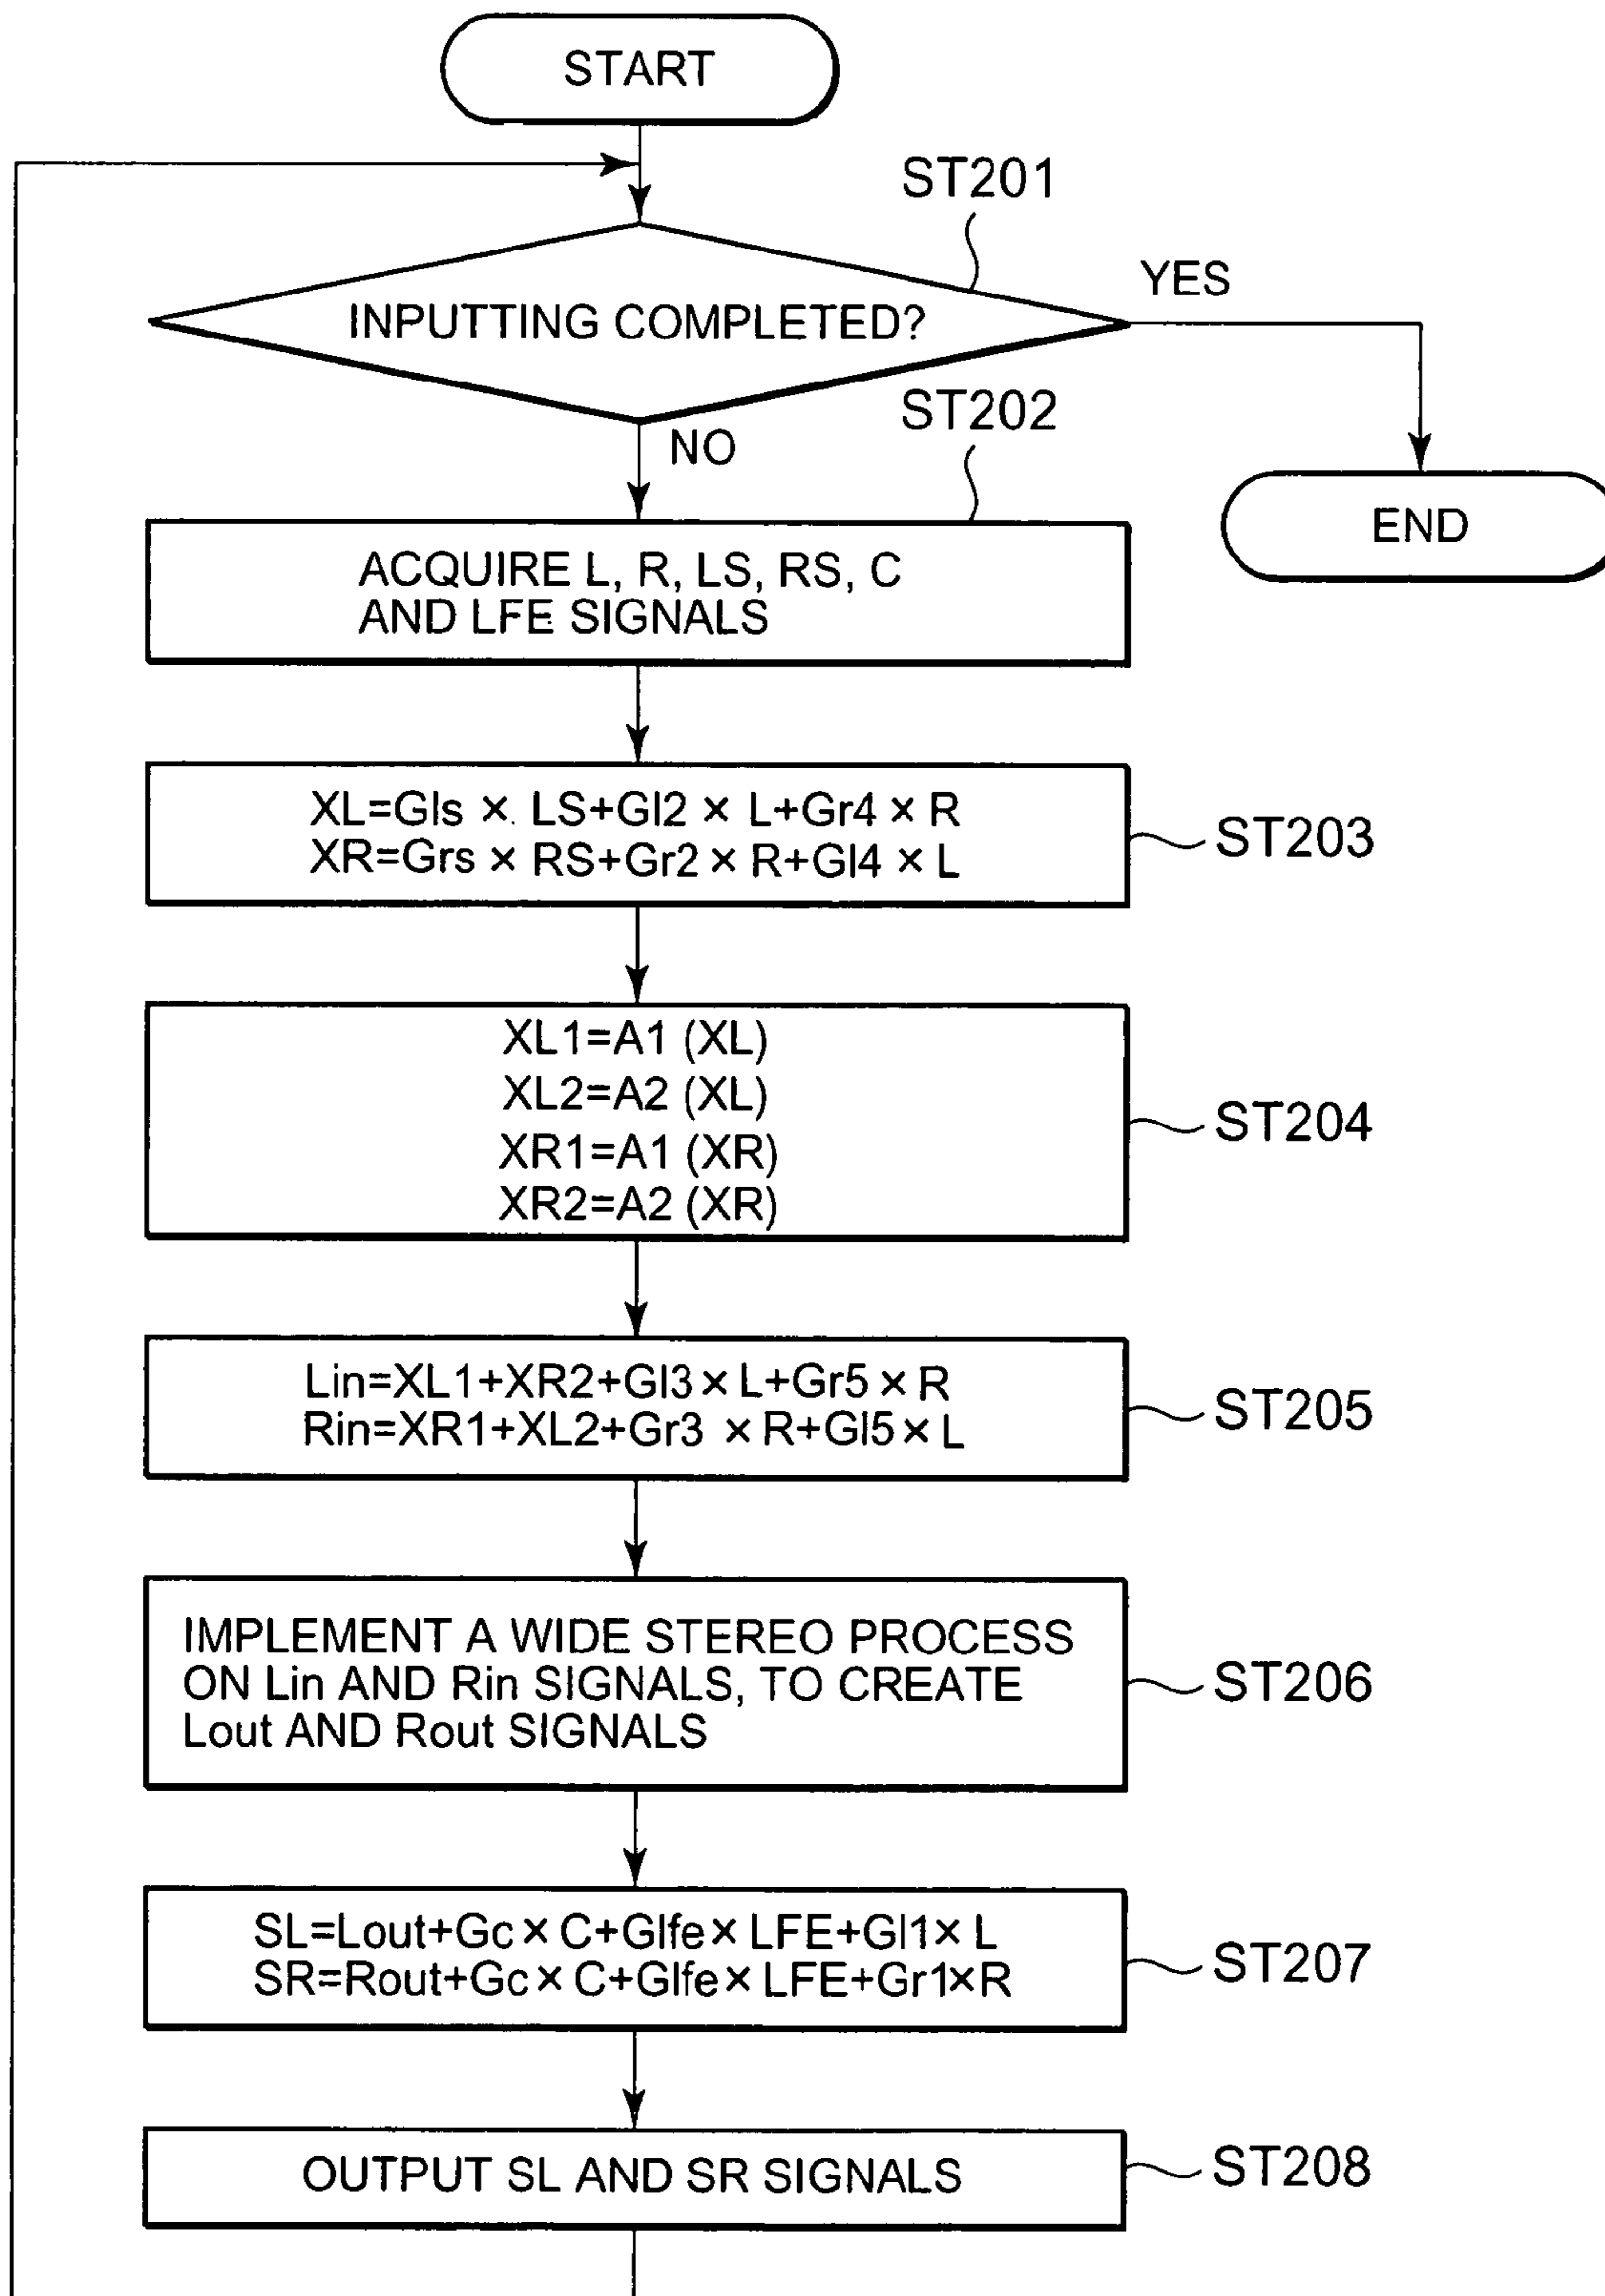 START
ST201
INPUTTING COMPLETED?
YES
NO
ST202
END
ACQUIRE L, R, LS, RS, C
AND LFE SIGNALS
XL=Gls × LS+Gl2 × L+Gr4 × R
XR=Grs × RS+Gr2 × R+Gl4 × L
ST203
XL1=A1 (XL)
XL2=A2 (XL)
XR1=A1 (XR)
XR2=A2 (XR)
ST204
Lin=XL1+XR2+Gl3 × L+Gr5 × R
Rin=XR1+XL2+Gr3 × R+Gl5 × L
ST205
IMPLEMENT A WIDE STEREO PROCESS
ON Lin AND Rin SIGNALS, TO CREATE
Lout AND Rout SIGNALS
ST206
SL=Lout+Gc × C+Glfe × LFE+Gl1 × L
SR=Rout+Gc × C+Glfe × LFE+Gr1×R
ST207
OUTPUT SL AND SR SIGNALS
ST208